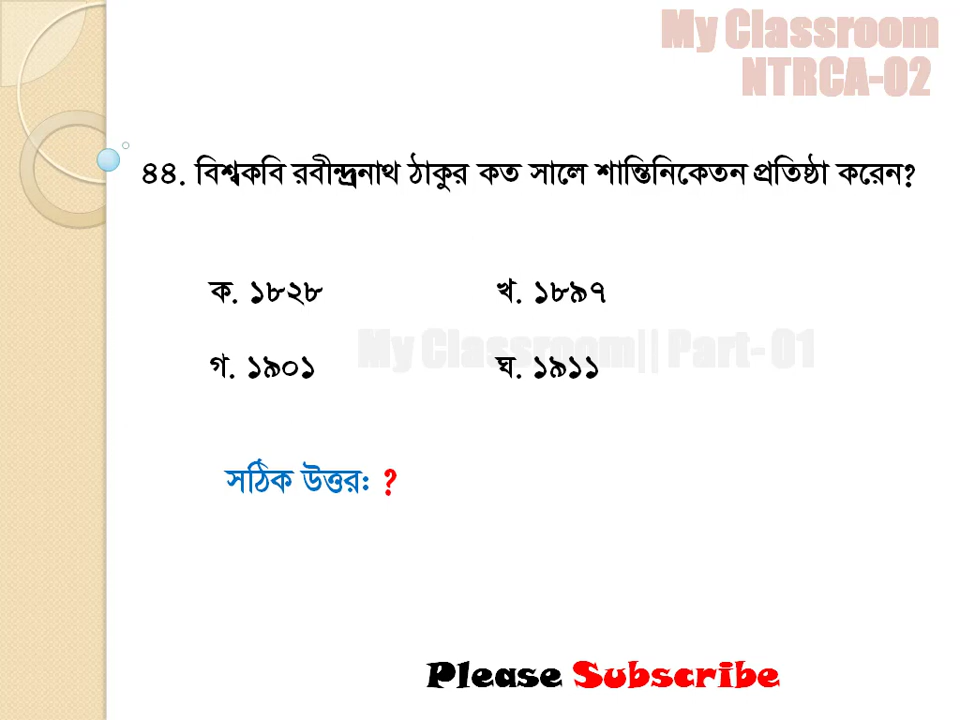 My Classroom
NTRCA-02
৪৪. বিশ্বকবি রবীন্দ্রনাথ ঠাকুর কত সালে শান্তিনিকেতন প্রতিষ্ঠা করেন?
ক. ১৮২৮ খ. ১৮৯৭
My Classroom|| Part- 01
গ. ১৯০১ ঘ. ১৯১১
সঠিক উত্তর: ?
Please Subscribe